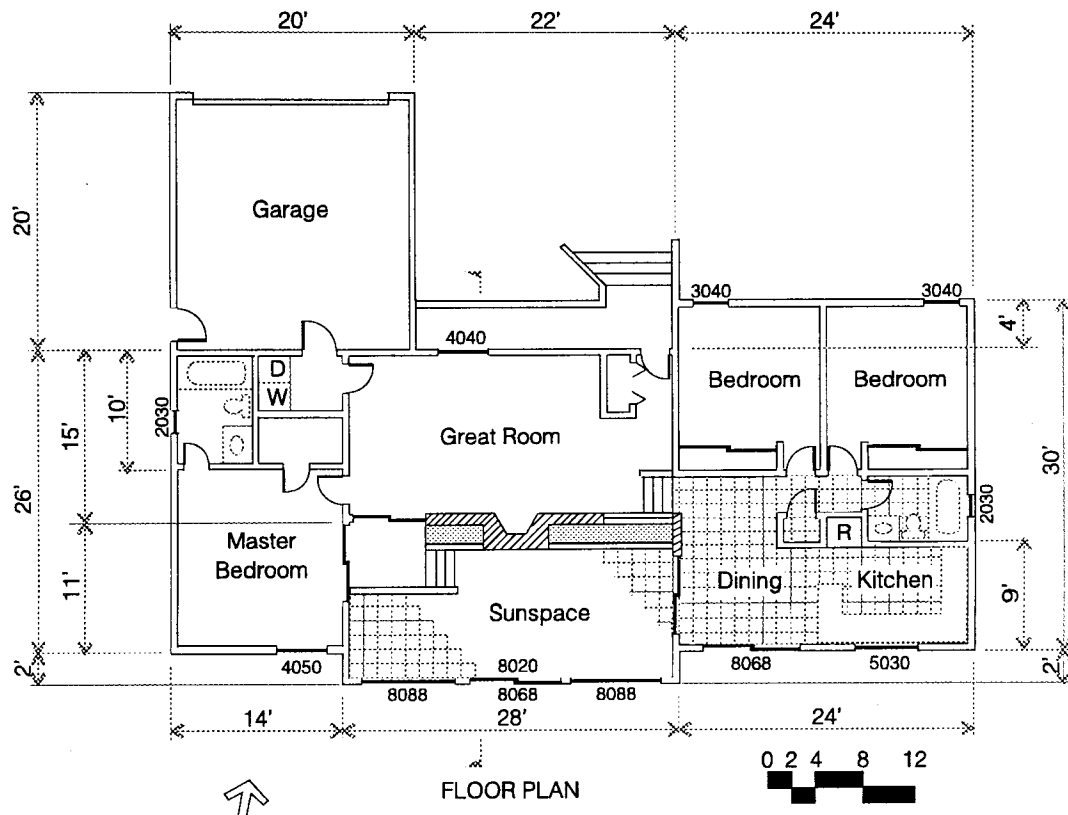 20' 22' 24'
Garage
20'
3040 3040
4'
4040
D
W
Bedroom Bedroom
2030
10'
15'
Great Room
26'
30'
2030
R
Master
Bedroom
11'
Dining Kitchen
9'
Sunspace
2'
4050
8020
8068 5030
2'
8088 8068 8088
14' 28' 24'
0 2 4 8 12
FLOOR PLAN